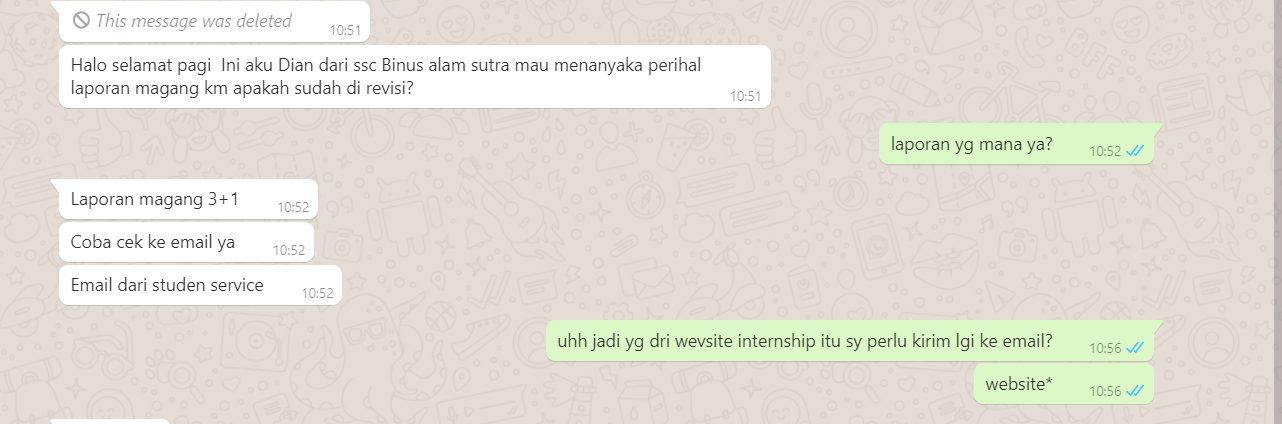 This message was deleted
10:51
Halo selamat pagi  Ini aku Dian dari ssc Binus alam sutra mau menanyaka perihal
laporan magang km apakah sudah di revisi?
10:51
laporan yg mana ya?
10:52
Laporan magang 3+1
10:52
Coba cek ke email ya
10:52
Email dari studen service
10:52
uhh jadi yg dri wevsite internship itu sy perlu kirim lgi ke email?
10:56
website*
10:56